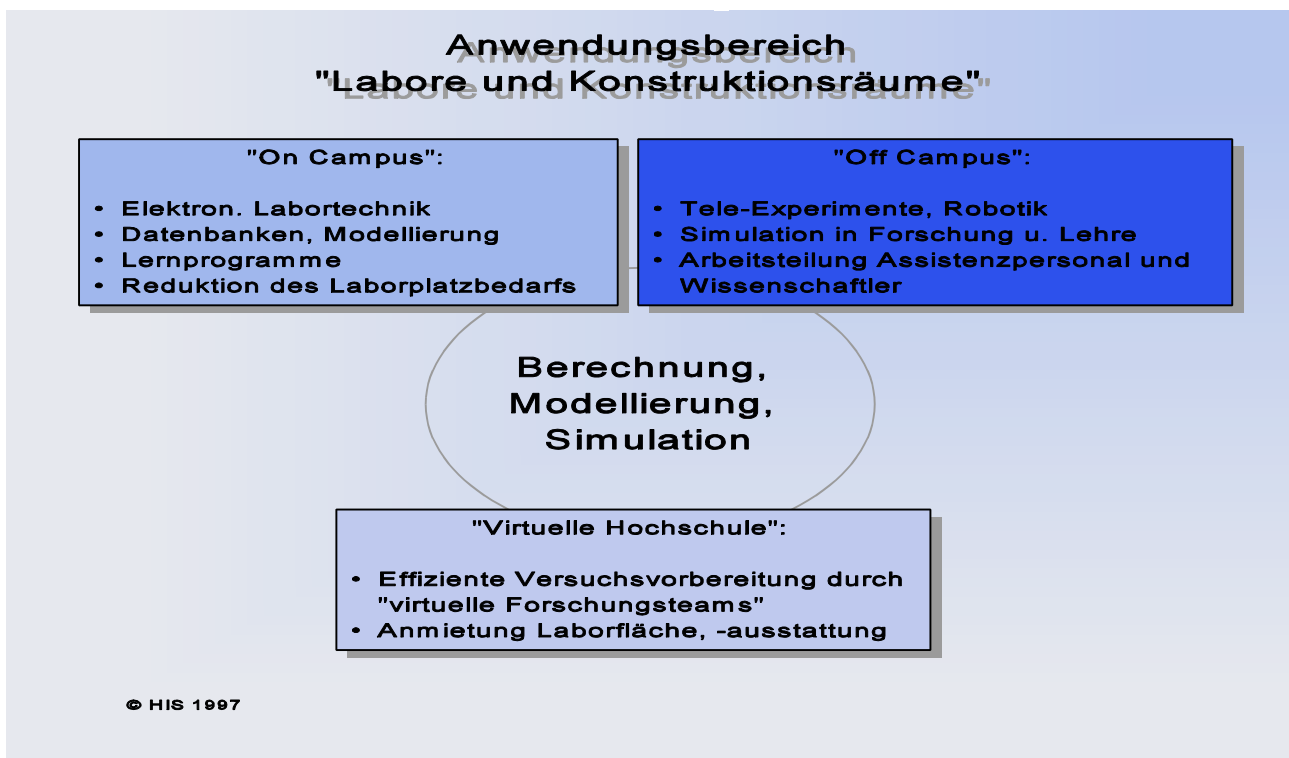 Anwendungsbereich
"Labore und Konstruktionsräume"
"On Campus":
• Elektron. Labortechnik
• Datenbanken, Modellierung
• Lernprogramme
• Reduktion des Laborplatzbedarfs
"Off Campus":
• Tele-Experimente, Robotik
• Simulation in Forschung u. Lehre
• Arbeitsteilung Assistenzpersonal und
Wissenschaftler
Berechnung,
Modellierung,
Simulation
"Virtuelle Hochschule":
• Effiziente Versuchsvorbereitung durch
"virtuelle Forschungsteams"
• Anmietung Laborfläche, -ausstattung
© HIS 1997